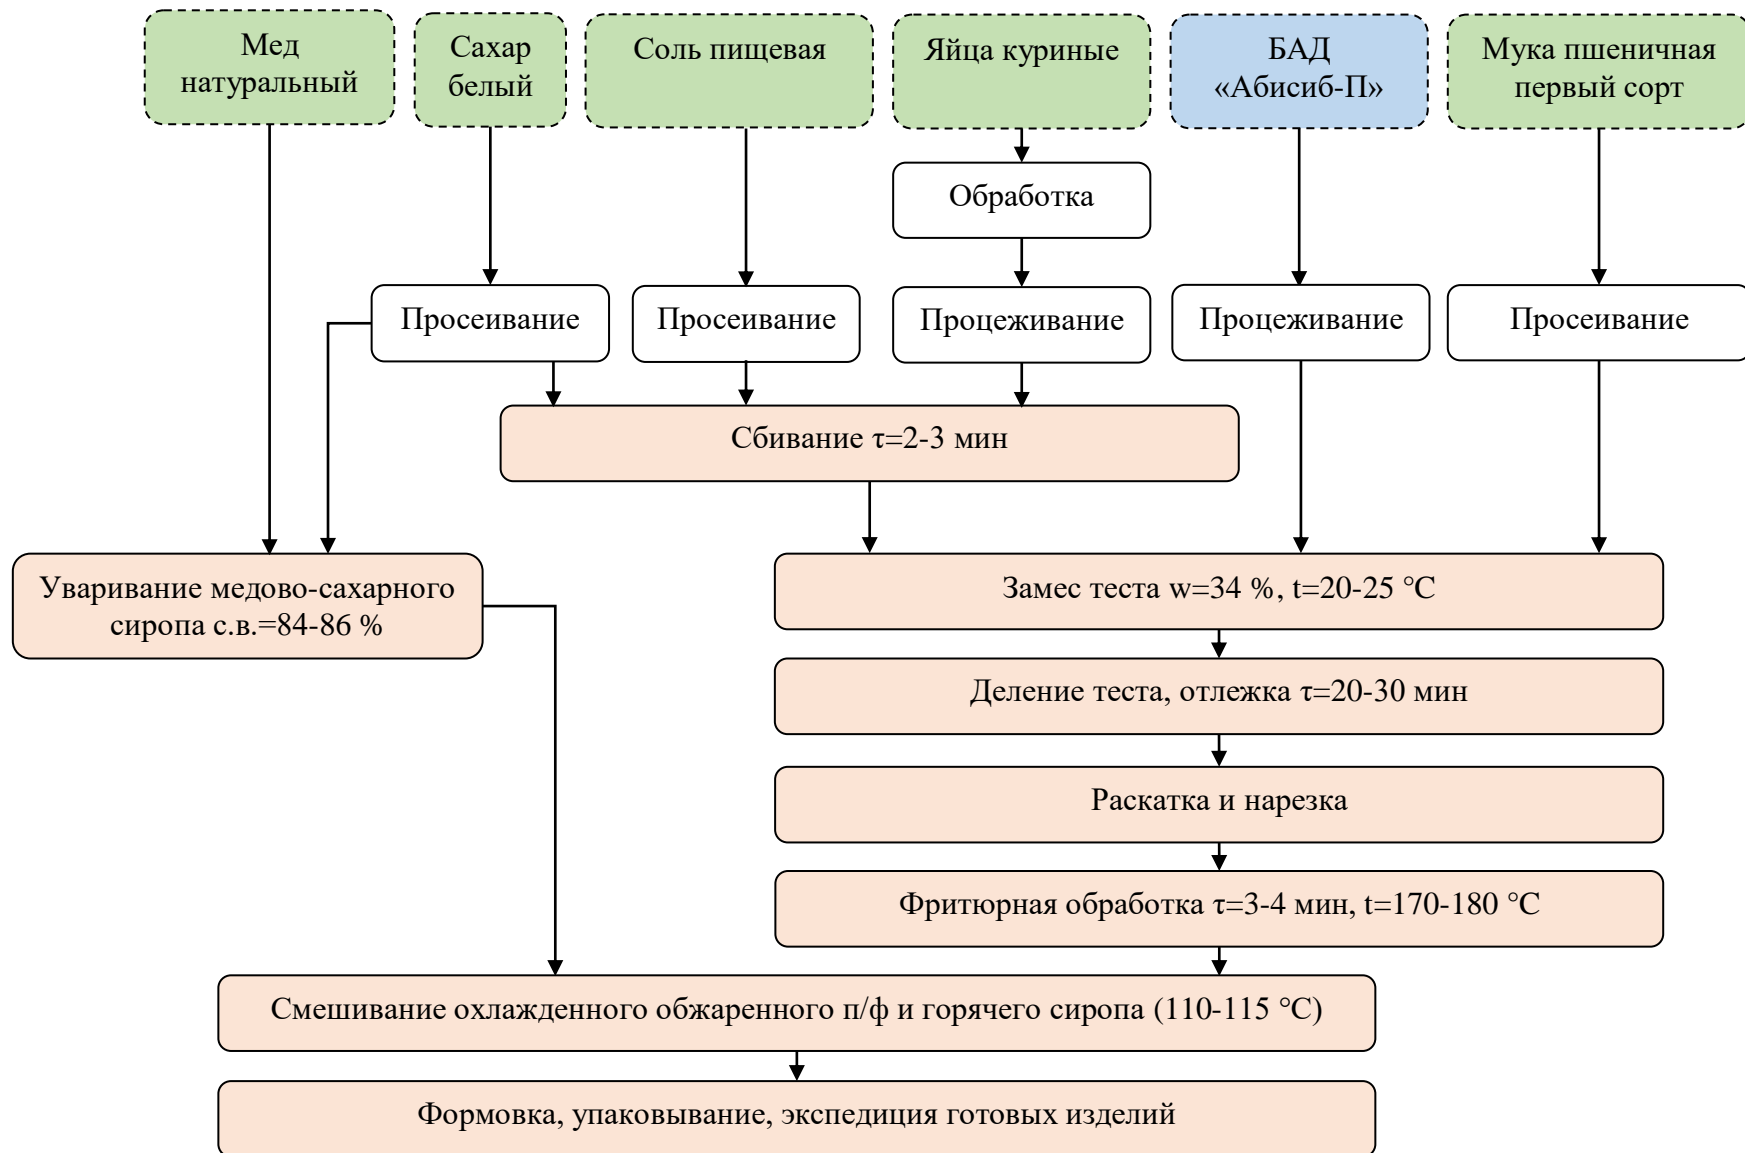 Мед
натуральный
Сахар
белый
Соль пищевая
Яйца куриные
БАД
«Абисиб-П»
Мука пшеничная
первый сорт
Обработка
Просеивание
Просеивание
Процеживание
Процеживание
Просеивание
Сбивание τ=2-3 мин
Уваривание медово-сахарного
сиропа с.в.=84-86 %
Замес теста w=34 %, t=20-25 °С
Деление теста, отлежка τ=20-30 мин
Раскатка и нарезка
Фритюрная обработка τ=3-4 мин, t=170-180 °С
Смешивание охлажденного обжаренного п/ф и горячего сиропа (110-115 °С)
Формовка, упаковывание, экспедиция готовых изделий